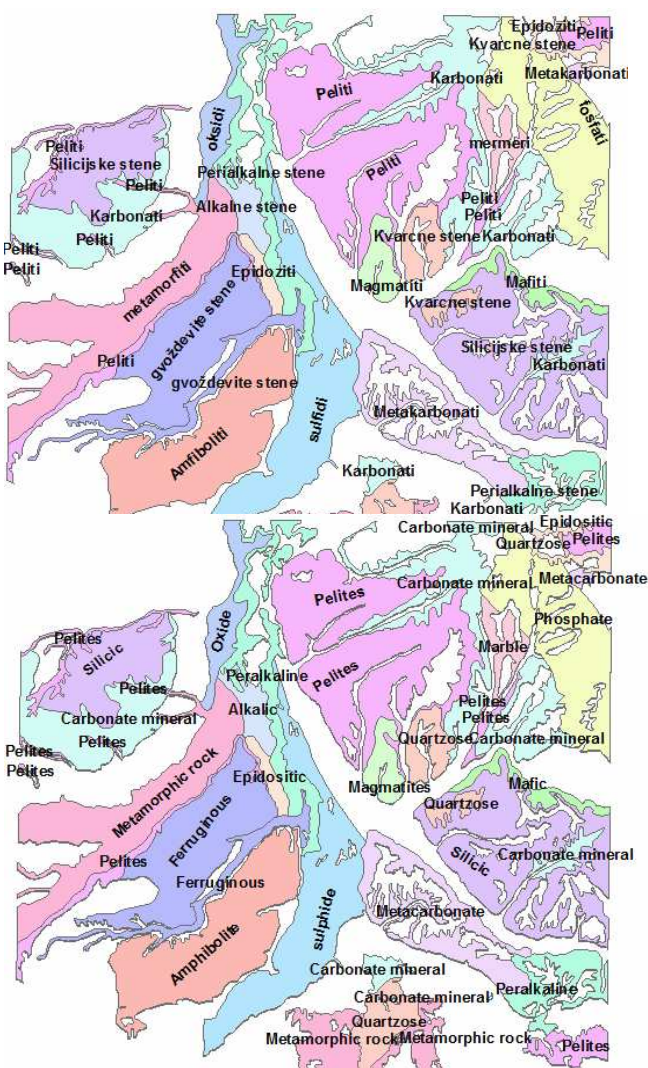 Epidoziti
Peliti
Kvarcne stene
Karbonati
Metakarbonati
Peliti
fosfati
oksidi
mermeri
Peliti
Silicijske stene
Peliti
Perialkalne stene
Peliti
Karbonati
Alkalne stene
Peliti
Peliti
Peliti
Kvarcne stene
Karbonati
Peliti
Peliti
metamorfiti
Epidoziti
Magmatiti
Mafiti
Kvarcne stene
gvoždevite stene
Silicijske stene
Peliti
Karbonati
gvoždevite stene
sulfidi
Metakarbonati
Amfiboliti
Karbonati
Perialkalne stene
Karbonati
Carbonate mineral
Epidositic
Quartzose
Pelites
Carbonate mineral
Metacarbonate
Pelites
Phosphate
Oxide
Marble
Pelites
Silicic
Pelites
Peralkaline
Pelites
Carbonate mineral
Alkalic
Pelites
Pelites
Pelites
Quartzose
Carbonate mineral
Pelites
Pelites
Metamorphic rock
Epidositic
Magmatites
Mafic
Quartzose
Ferruginous
Silicic
Pelites
Carbonate mineral
Ferruginous
sulphide
Metacarbonate
Amphibolite
Carbonate mineral
Peralkaline
Carbonate mineral
Quartzose
Metamorphic rock
Metamorphic rock
Pelites